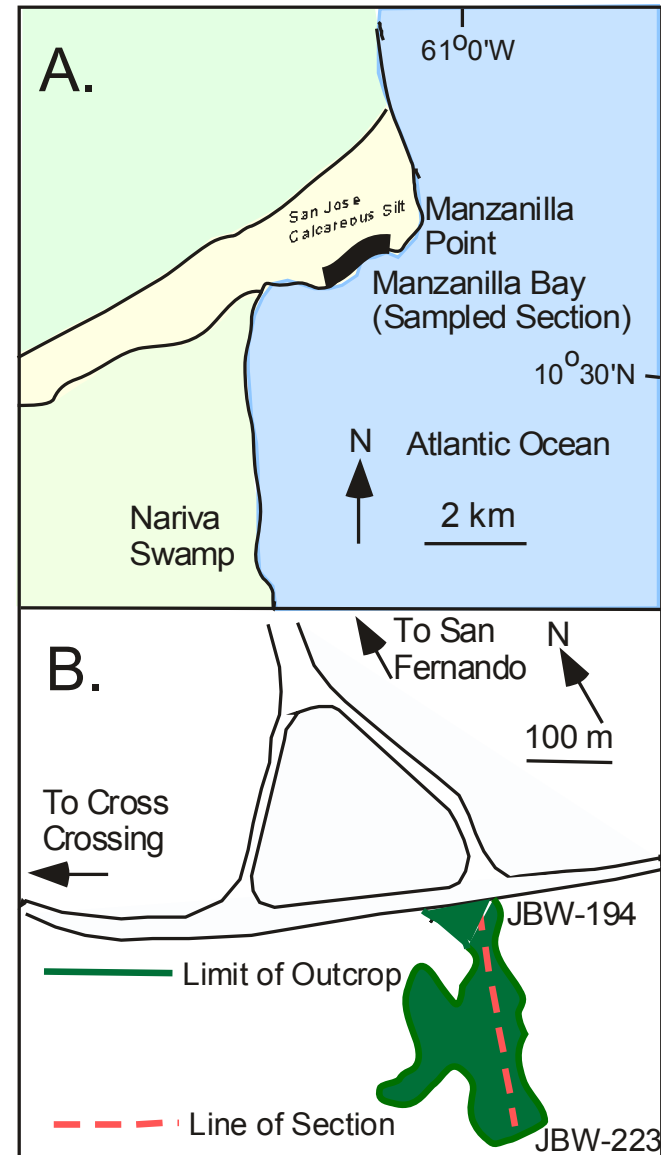 A.
61°0'W
San Jose
Calcareous Silt
Manzanilla
Point
Manzanilla Bay
(Sampled Section)
10°30'N
N
Atlantic Ocean
2 km
Nariva
Swamp
B.
To San
Fernando
N
100 m
To Cross
Crossing
JBW-194
Limit of Outcrop
Line of Section
JBW-223